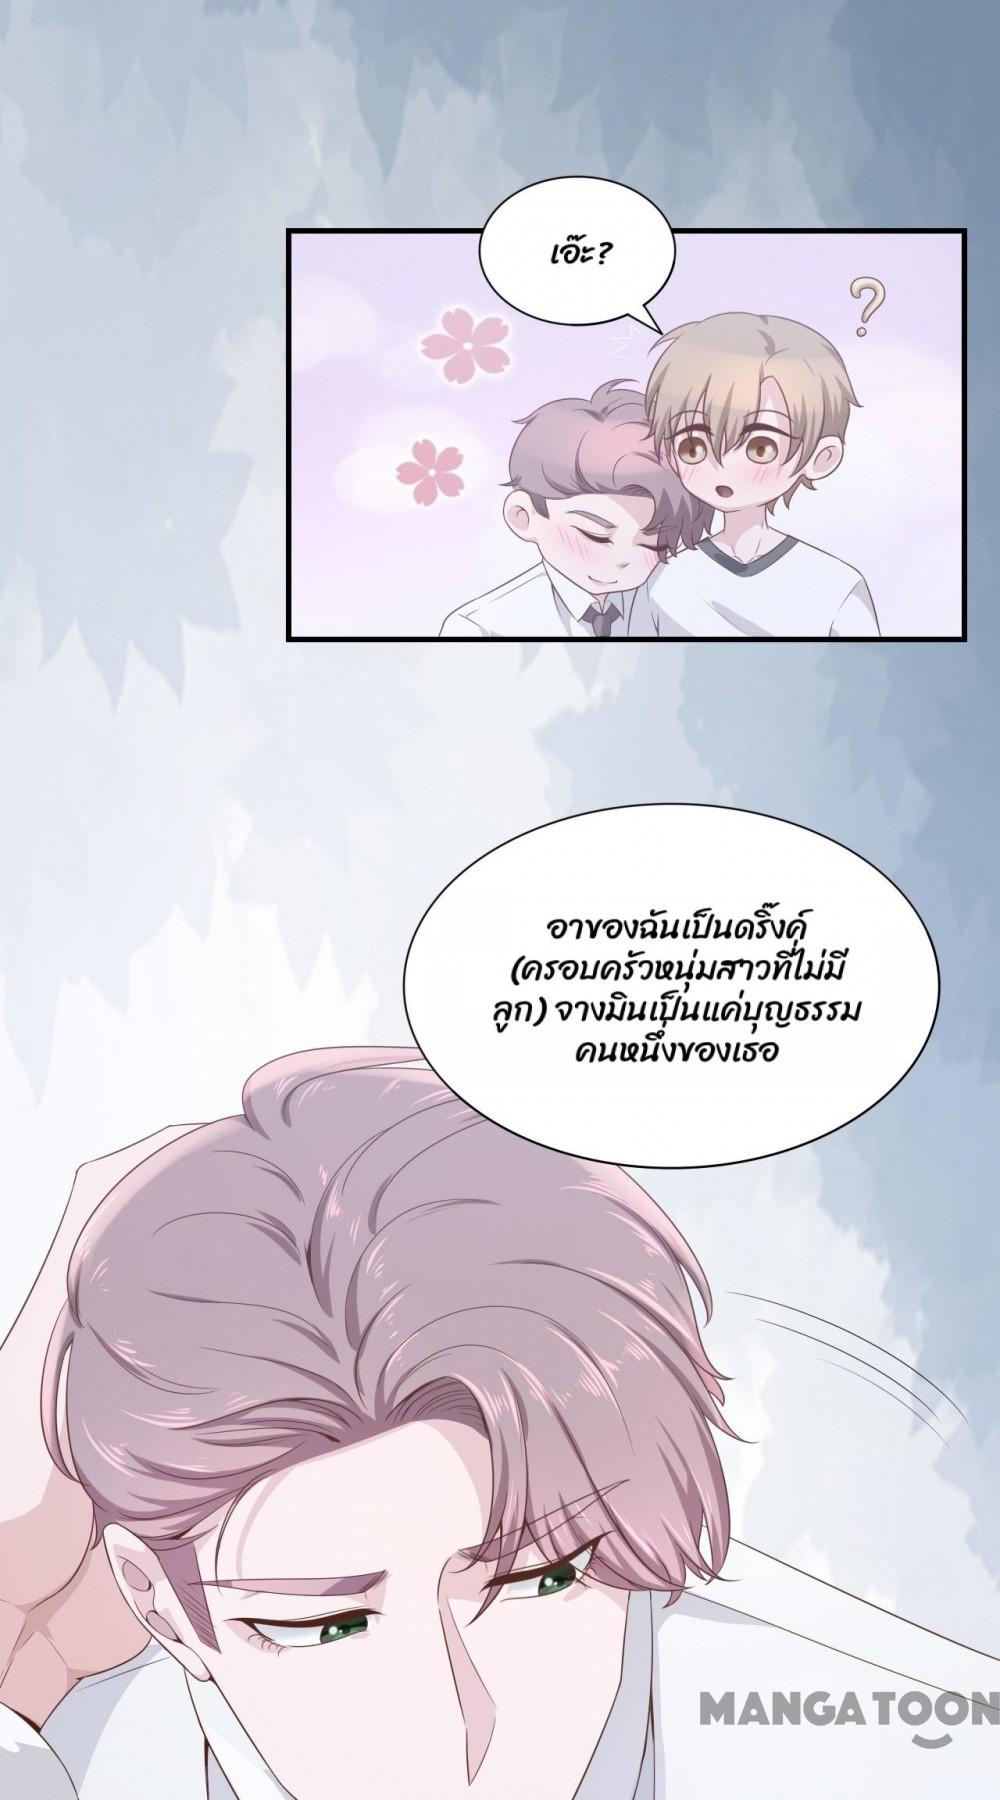 เอ๊ะ?
อาของฉันเป็นดริ๊งค์
(ครอบครัวหนุ่มสาวที่ไม่มี
ลูก) จางมินเป็นแค่บุญธรรม
คนหนึ่งของเธอ
MANGATOON